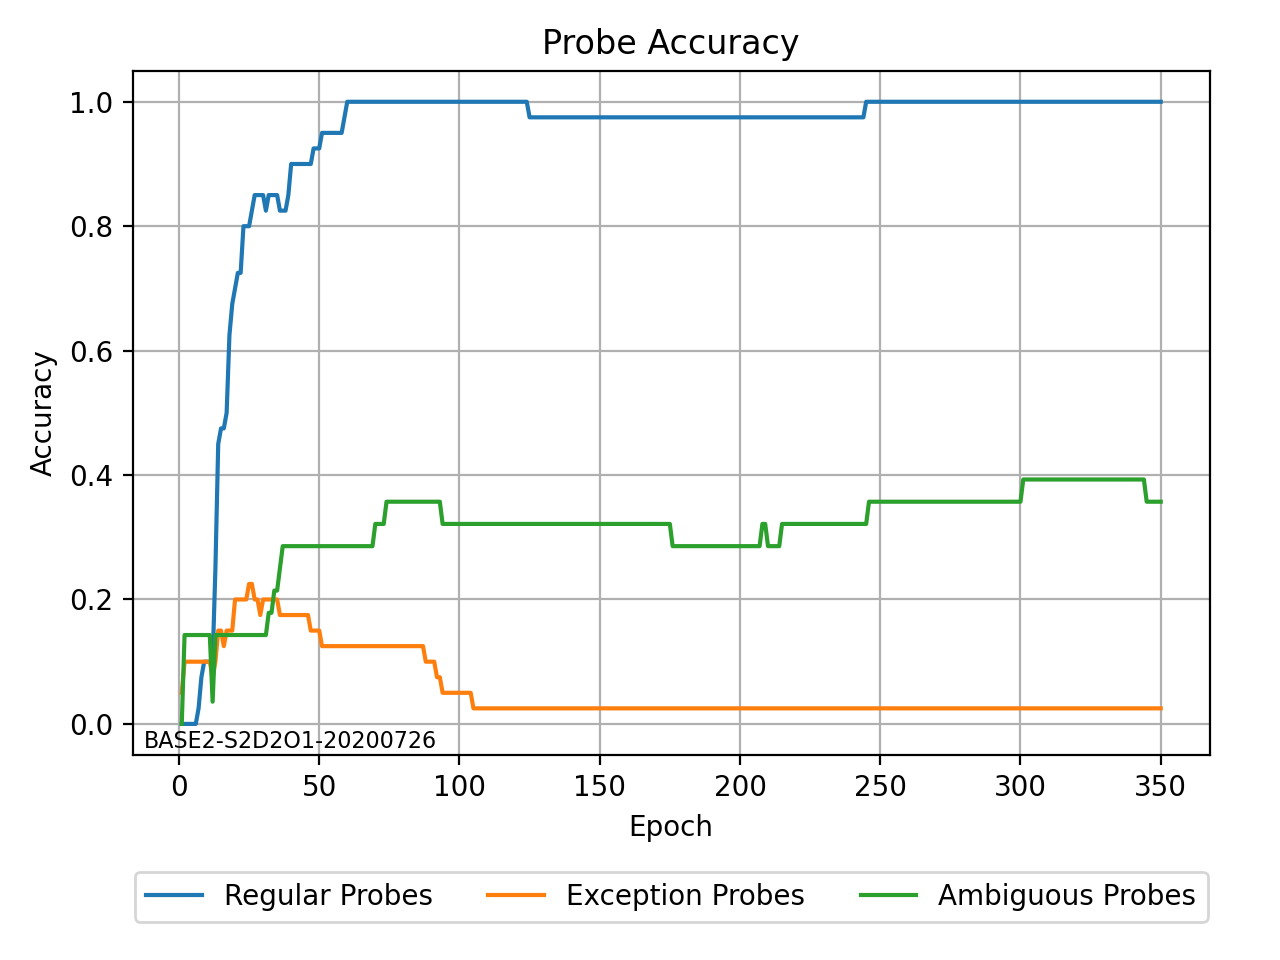 Probe Accuracy
Accuracy
1.0
0.8
0.6
0.4
0.2
0.0
BASE2-S2D2O1-20200726
0 50 100 150 200 250 300 350
Epoch
Regular Probes Exception Probes Ambiguous Probes